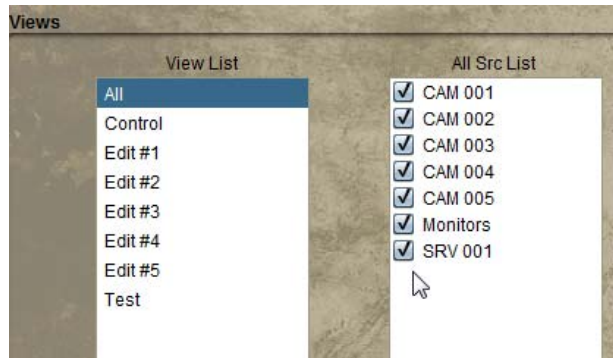 Views
View List
All
Control
Edit #1
Edit #2
Edit #3
Edit #4
Edit #5
Test
All Src List
CAM 001
CAM 002
CAM 003
CAM 004
CAM 005
Monitors
SRV 001